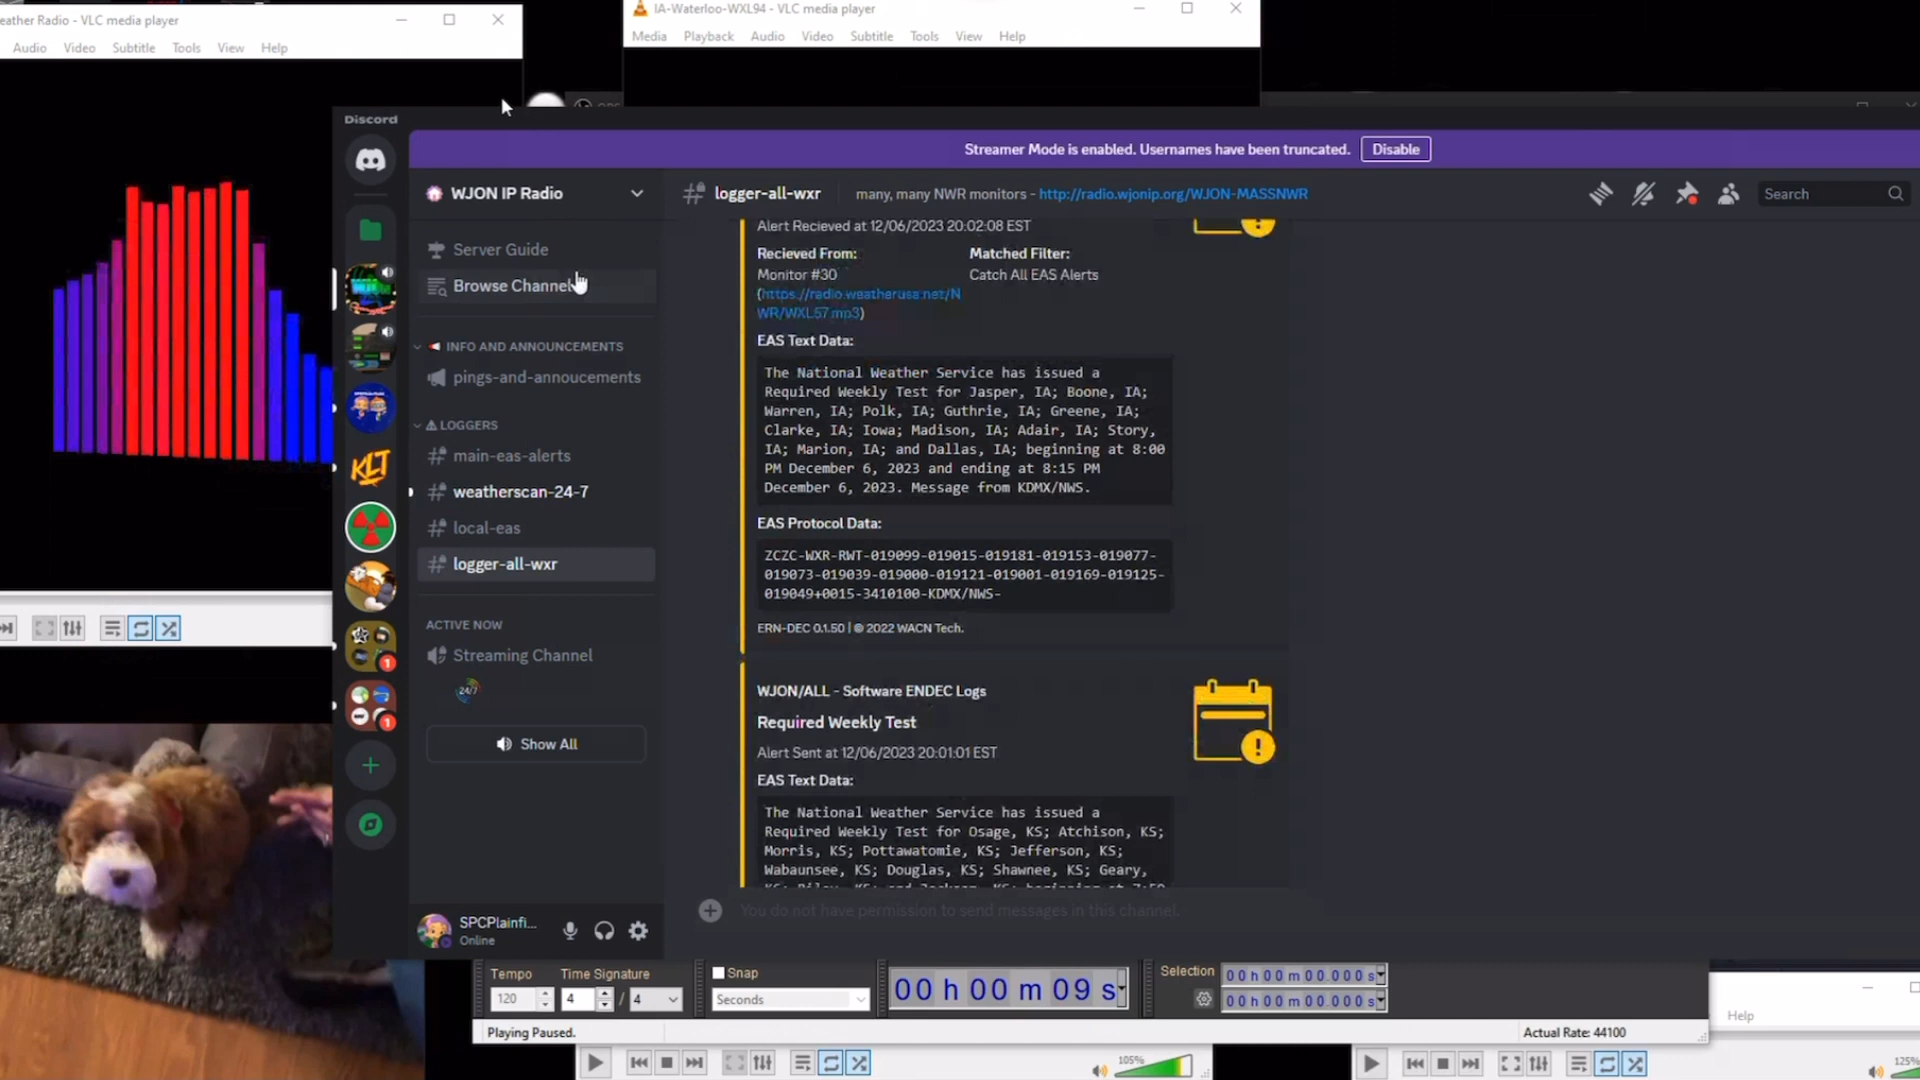 eather Radio - VLC media player
Audio Video Subtitle Tools View Help
IA-Waterloo-WXL94 - VLC media player
Media Playback Audio Video Subtitle Tools View Help
Discord
Streamer Mode is enabled. Usernames have been truncated. Disable
WJON IP Radio
logger-all-wxr many, many NWR monitors - http://radio.wjonip.org/WJON-MASSNWR
Search
Server Guide
Browse Channel
INFO AND ANNOUNCEMENTS
pings-and-annoucements
LOGGERS
main-eas-alerts
weatherscan-24-7
local-eas
logger-all-wxr
ACTIVE NOW
Streaming Channel
24/7
Show All
KLT
1
1
SPCPlainfi...
Online
Alert Recieved at 12/06/2023 20:02:08 EST
Recieved From: Matched Filter:
Monitor #30 Catch All EAS Alerts
(https://radio.weatherusa.net/N
WR/WXL57.mp3)
EAS Text Data:
The National Weather Service has issued a
Required Weekly Test for Jasper, IA; Boone, IA;
Warren, IA; Polk, IA; Guthrie, IA; Greene, IA;
Clarke, IA; Iowa; Madison, IA; Adair, IA; Story,
IA; Marion, IA; and Dallas, IA; beginning at 8:00
PM December 6, 2023 and ending at 8:15 PM
December 6, 2023. Message from KDMX/NWS.
EAS Protocol Data:
ZCZC-WXR-RWT-019099-019015-019181-019153-019077-
019073-019039-019000-019121-019001-019169-019125-
019049+0015-3410100-KDMX/NWS-
ERN-DEC 0.1.50 | © 2022 WACN Tech.
WJON/ALL - Software ENDEC Logs
Required Weekly Test
Alert Sent at 12/06/2023 20:01:01 EST
EAS Text Data:
The National Weather Service has issued a
Required Weekly Test for Osage, KS; Atchison, KS;
Morris, KS; Pottawatomie, KS; Jefferson, KS;
Wabaunsee, KS; Douglas, KS; Shawnee, KS; Geary,
You do not have permission to send messages in this channel.
Tempo Time Signature Snap Selection
120 4 / 4 Seconds
00 h 00 m 09 s
00 h 00 m 00.000 s
00 h 00 m 00.000 s
Playing Paused.
Actual Rate: 44100
Help
105%
125%